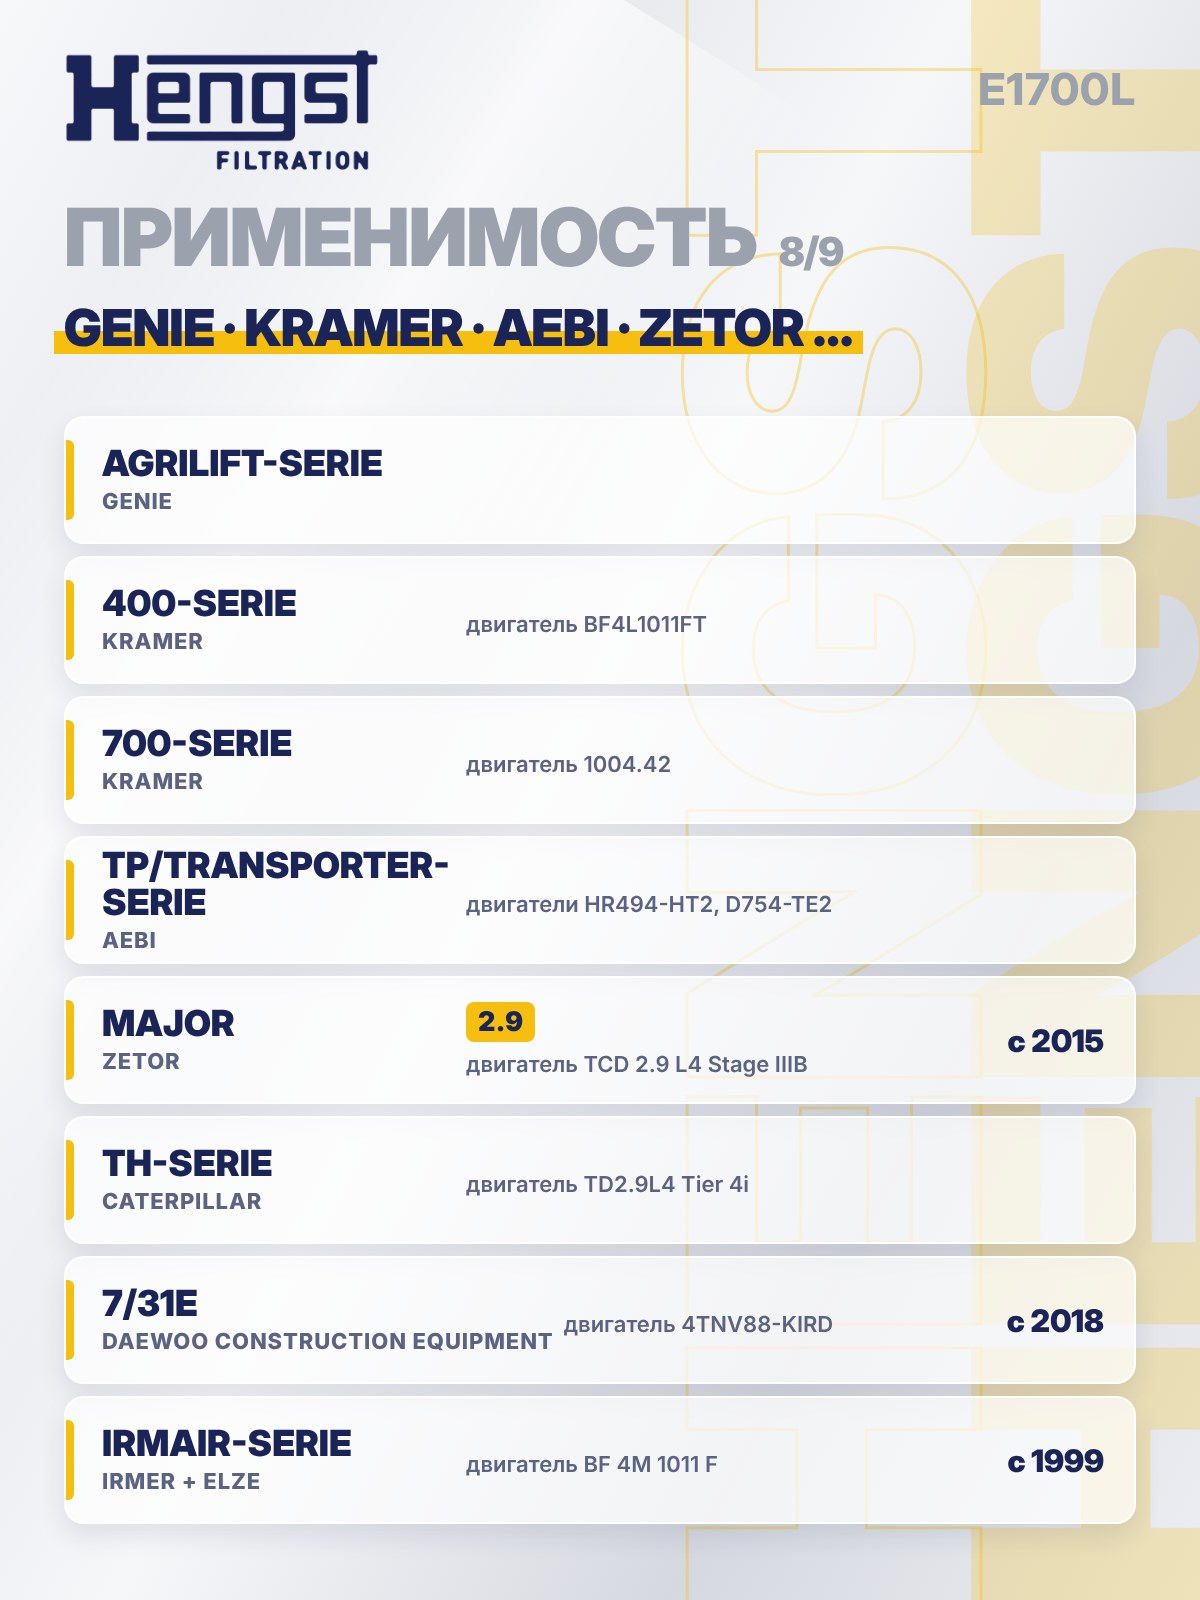 Hengst
FILTRATION
E1700L
ПРИМЕНИМОСТЬ 8/9
GENIE · KRAMER · AEBI · ZETOR ...
AGRILIFT-SERIE
GENIE
400-SERIE
KRAMER
двигатель BF4L1011FT
700-SERIE
KRAMER
двигатель 1004.42
TP/TRANSPORTER-
SERIE
AEBI
двигатели HR494-HT2, D754-TE2
MAJOR
ZETOR
2.9
двигатель TCD 2.9 L4 Stage IIIB
с 2015
TH-SERIE
CATERPILLAR
двигатель TD2.9L4 Tier 4i
7/31E
DAEWOO CONSTRUCTION EQUIPMENT
двигатель 4TNV88-KIRD
с 2018
IRMAIR-SERIE
IRMER + ELZE
двигатель BF 4M 1011 F
с 1999
HENGST
HENGST